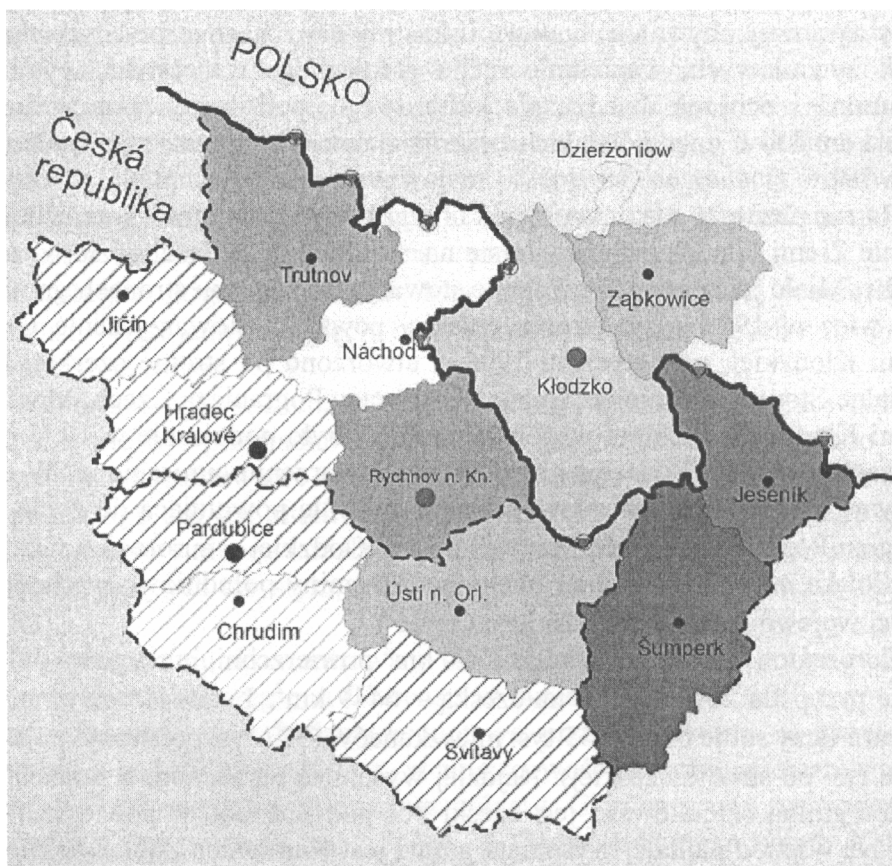 POLSKO
Česká
republika
Dzierżoniow
Trutnov
Ząbkowice
Jičín
Náchod
Kłodzko
Hradec
Králové
Rychnov n. Kn.
Jeseník
Pardubice
Ústí n. Orl.
Chrudim
Šumperk
Svitavy